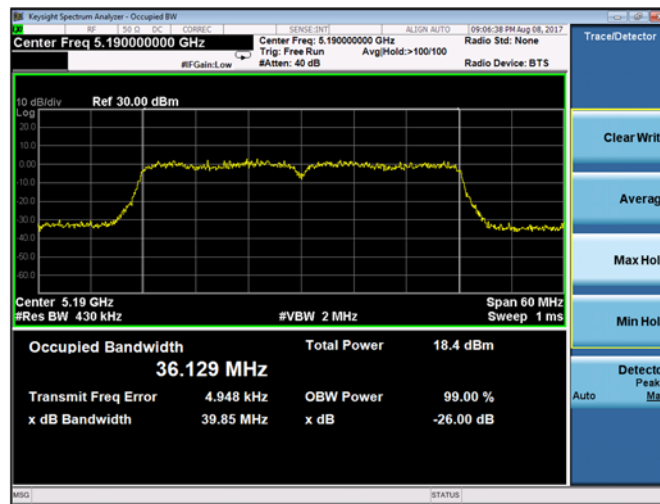 Keysight Spectrum Analyzer - Occupied BW
RF 50 Ω DC CORREC SENSE:INT ALIGN AUTO 09:06:38 PM Aug 08, 2017
Center Freq 5.190000000 GHz
Center Freq: 5.190000000 GHz
Radio Std: None
Trig: Free Run Avg|Hold:>100/100
#IFGain:Low
#Atten: 40 dB
Radio Device: BTS
Trace/Detector
10 dB/div Ref 30.00 dBm
Log
20.0
10.0
0.00
-10.0
-20.0
-30.0
-40.0
-50.0
-60.0
Center 5.19 GHz Span 60 MHz
#Res BW 430 kHz #VBW 2 MHz Sweep 1 ms
Occupied Bandwidth Total Power 18.4 dBm
36.129 MHz
Transmit Freq Error 4.948 kHz OBW Power 99.00 %
x dB Bandwidth 39.85 MHz x dB -26.00 dB
Clear Writ
Averag
Max Hol
Min Hol
Detecto
Peak
Auto Ma
MSG STATUS